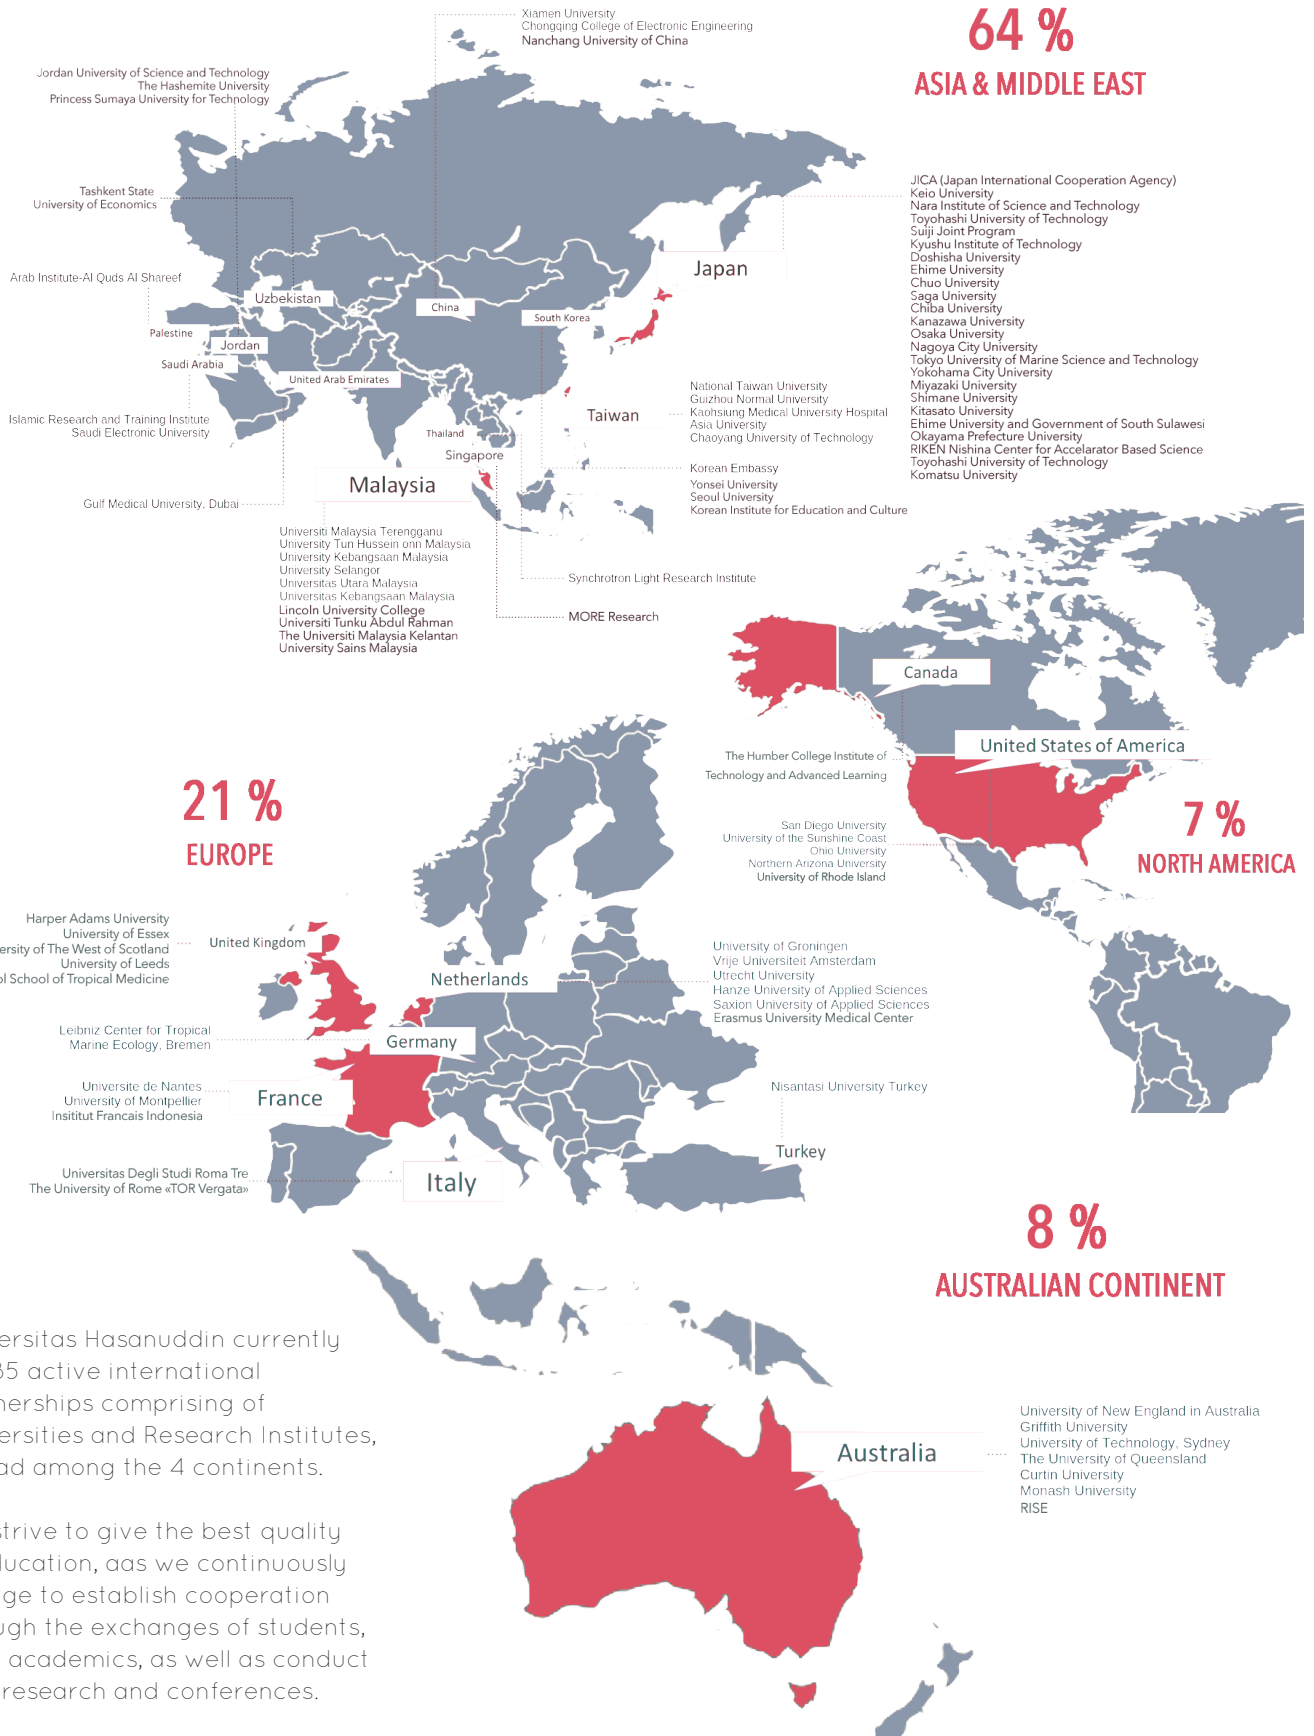 Xiamen University
Chongqing College of Electronic Engineering
Nanchang University of China
64 %
ASIA & MIDDLE EAST
Jordan University of Science and Technology
The Hashemite University
Princess Sumaya University for Technology
Tashkent State
University of Economics
Arab Institute-Al Quds Al Shareef
Uzbekistan
China
South Korea
Japan
Palestine
Jordan
Saudi Arabia
United Arab Emirates
Islamic Research and Training Institute
Saudi Electronic University
Gulf Medical University, Dubai
Thailand
Singapore
Malaysia
Taiwan
JICA (Japan International Cooperation Agency)
Keio University
Nara Institute of Science and Technology
Toyohashi University of Technology
Suiji Joint Program
Kyushu Institute of Technology
Doshisha University
Ehime University
Chuo University
Saga University
Chiba University
Kanazawa University
Osaka University
Nagoya City University
Tokyo University of Marine Science and Technology
Yokohama City University
Miyazaki University
Shimane University
Kitasato University
Ehime University and Government of South Sulawesi
Okayama Prefecture University
RIKEN Nishina Center for Accelarator Based Science
Toyohashi University of Technology
Komatsu University
National Taiwan University
Guizhou Normal University
Kaohsiung Medical University Hospital
Asia University
Chaoyang University of Technology
Korean Embassy
Yonsei University
Seoul University
Korean Institute for Education and Culture
Universiti Malaysia Terengganu
University Tun Hussein onn Malaysia
University Kebangsaan Malaysia
University Selangor
Universitas Utara Malaysia
Universitas Kebangsaan Malaysia
Lincoln University College
Universiti Tunku Abdul Rahman
The Universiti Malaysia Kelantan
University Sains Malaysia
Synchrotron Light Research Institute
MORE Research
Canada
United States of America
The Humber College Institute of
Technology and Advanced Learning
San Diego University
University of the Sunshine Coast
Ohio University
Northern Arizona University
University of Rhode Island
7 %
NORTH AMERICA
21 %
EUROPE
Harper Adams University
University of Essex
ersity of The West of Scotland
University of Leeds
ol School of Tropical Medicine
United Kingdom
Netherlands
University of Groningen
Vrije Universiteit Amsterdam
Utrecht University
Hanze University of Applied Sciences
Saxion University of Applied Sciences
Erasmus University Medical Center
Leibniz Center for Tropical
Marine Ecology, Bremen
Germany
Universite de Nantes
University of Montpellier
Insititut Francais Indonesia
France
Nisantasi University Turkey
Turkey
Universitas Degli Studi Roma Tre
The University of Rome «TOR Vergata»
Italy
8 %
AUSTRALIAN CONTINENT
ersitas Hasanuddin currently
85 active international
nerships comprising of
ersities and Research Institutes,
ad among the 4 continents.
strive to give the best quality
ducation, aas we continuously
ge to establish cooperation
ugh the exchanges of students,
academics, as well as conduct
research and conferences.
Australia
University of New England in Australia
Griffith University
University of Technology, Sydney
The University of Queensland
Curtin University
Monash University
RISE